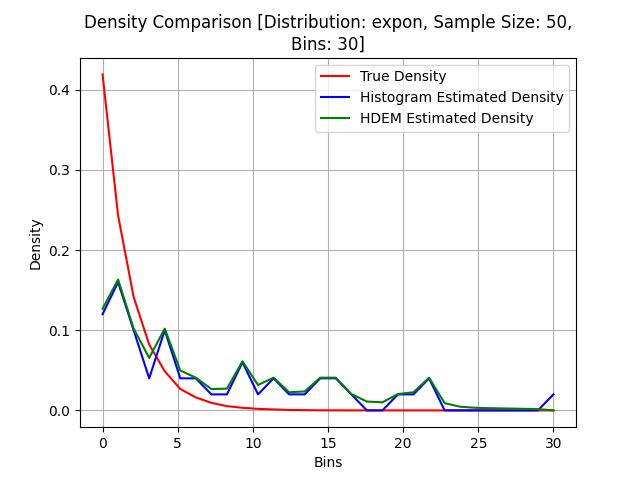 Density Comparison [Distribution: expon, Sample Size: 50,
Bins: 30]
True Density
Histogram Estimated Density
HDEM Estimated Density
Density
0.4
0.3
0.2
0.1
0.0
0 5 10 15 20 25 30
Bins